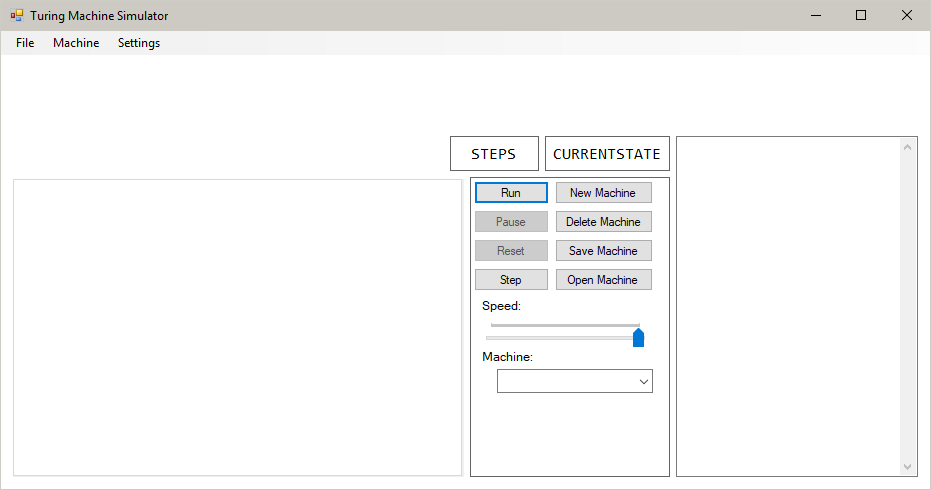 Turing Machine Simulator
File Machine Settings
STEPS CURRENTSTATE
Run New Machine
Pause Delete Machine
Reset Save Machine
Step Open Machine
Speed:
Machine: